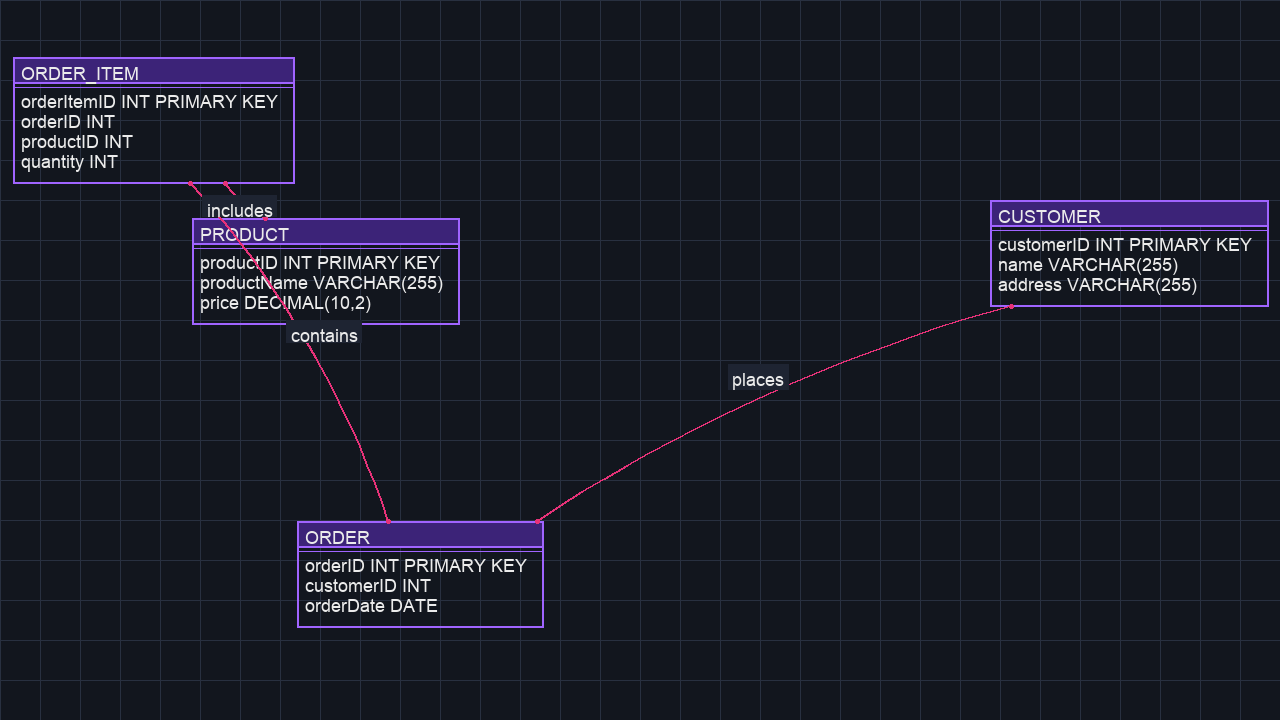 ORDER_ITEM
orderItemID INT PRIMARY KEY
orderID INT
productID INT
quantity INT
includes
PRODUCT
productID INT PRIMARY KEY
productName VARCHAR(255)
price DECIMAL(10,2)
contains
CUSTOMER
customerID INT PRIMARY KEY
name VARCHAR(255)
address VARCHAR(255)
places
ORDER
orderID INT PRIMARY KEY
customerID INT
orderDate DATE